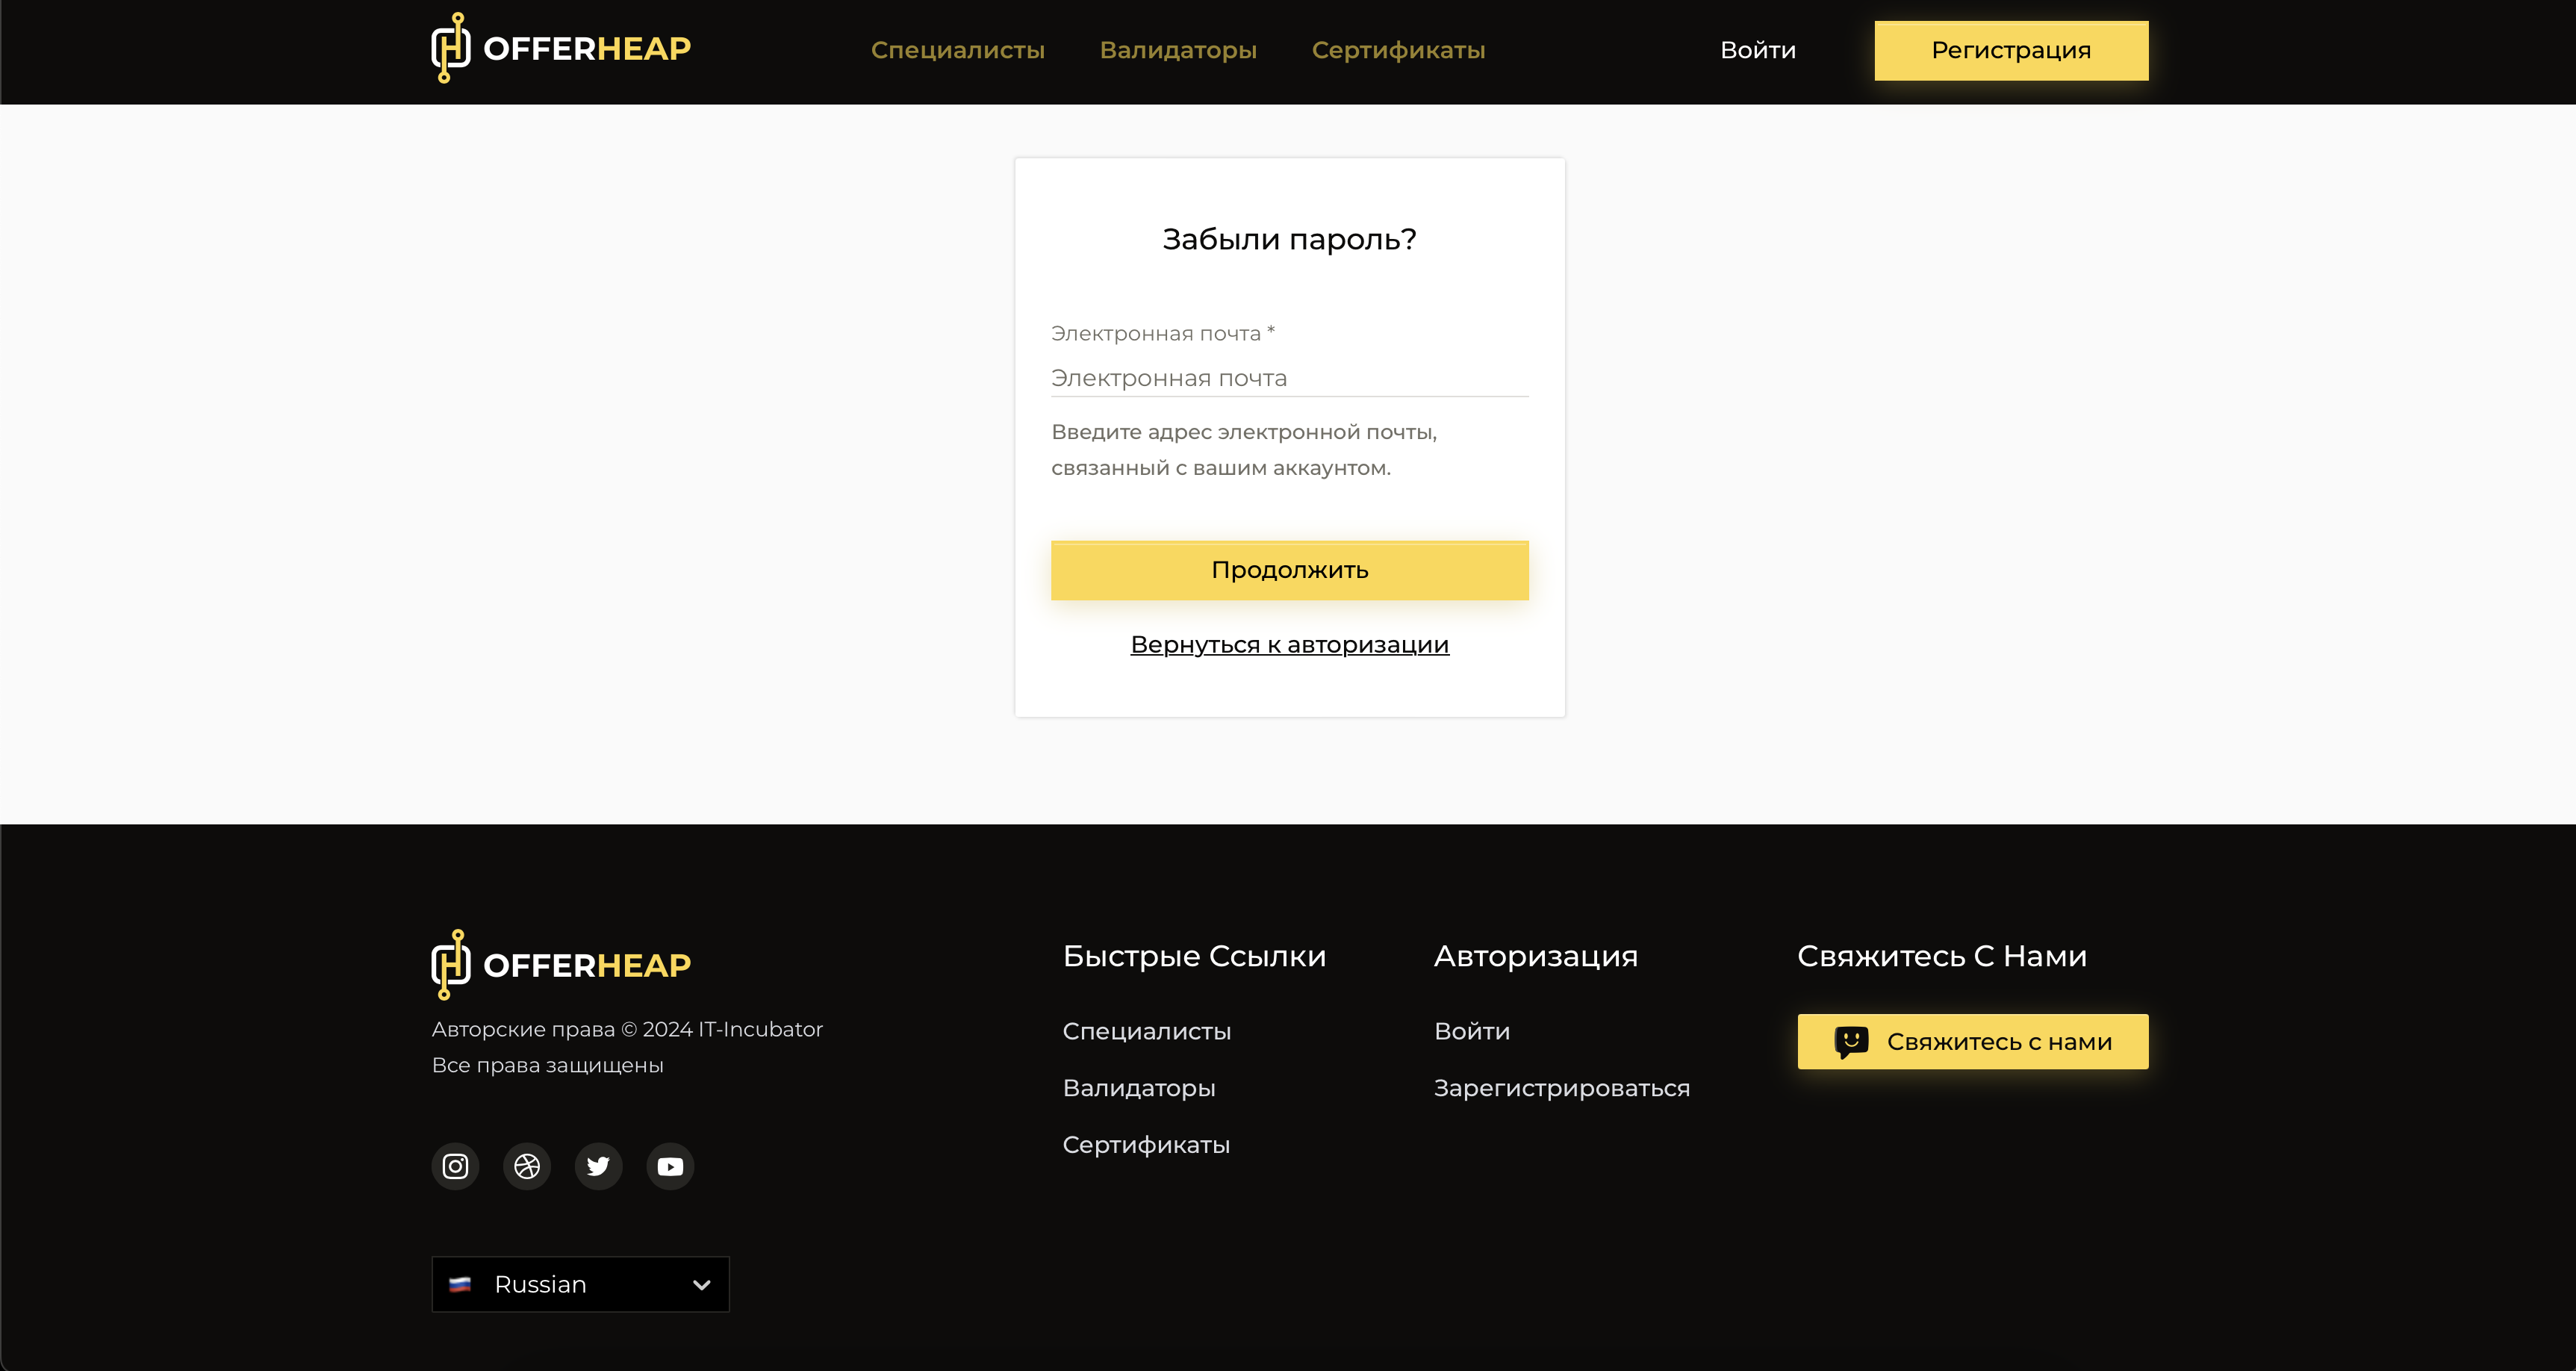 OFFERHEAP
Специалисты
Валидаторы
Сертификаты
Войти
Регистрация
Забыли пароль?
Электронная почта *
Электронная почта
Введите адрес электронной почты,
связанный с вашим аккаунтом.
Продолжить
Вернуться к авторизации
OFFERHEAP
Авторские права © 2024 IT-Incubator
Все права защищены
Russian
Быстрые Ссылки
Специалисты
Валидаторы
Сертификаты
Авторизация
Войти
Зарегистрироваться
Свяжитесь С Нами
Свяжитесь с нами